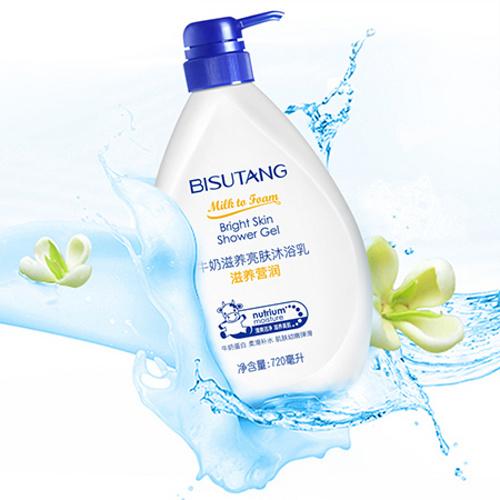 BISUTANG
Milk to Foam
Bright Skin
Shower Gel
牛奶滋养亮肤沐浴乳
滋养营润
nutrium
moisture
牛奶蛋白 柔滑补水 肌肤幼嫩弹滑
净含量:720毫升